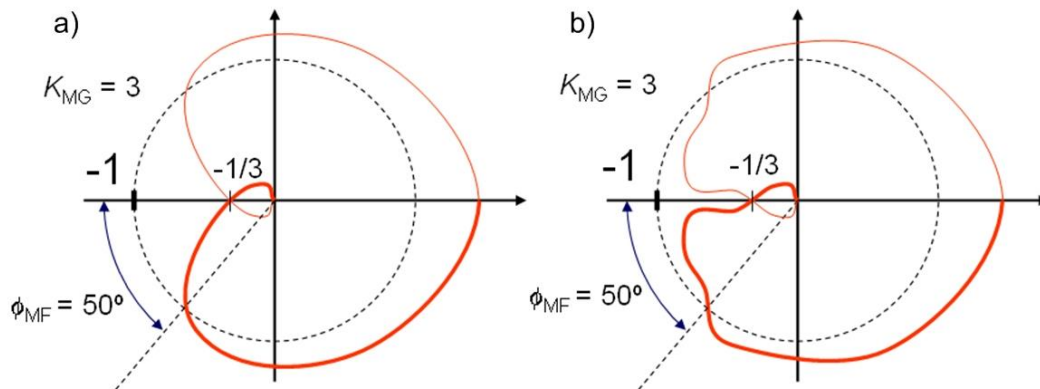 a)
K_MG = 3
-1
-1/3
ϕ_MF = 50º
b)
K_MG = 3
-1
-1/3
ϕ_MF = 50º